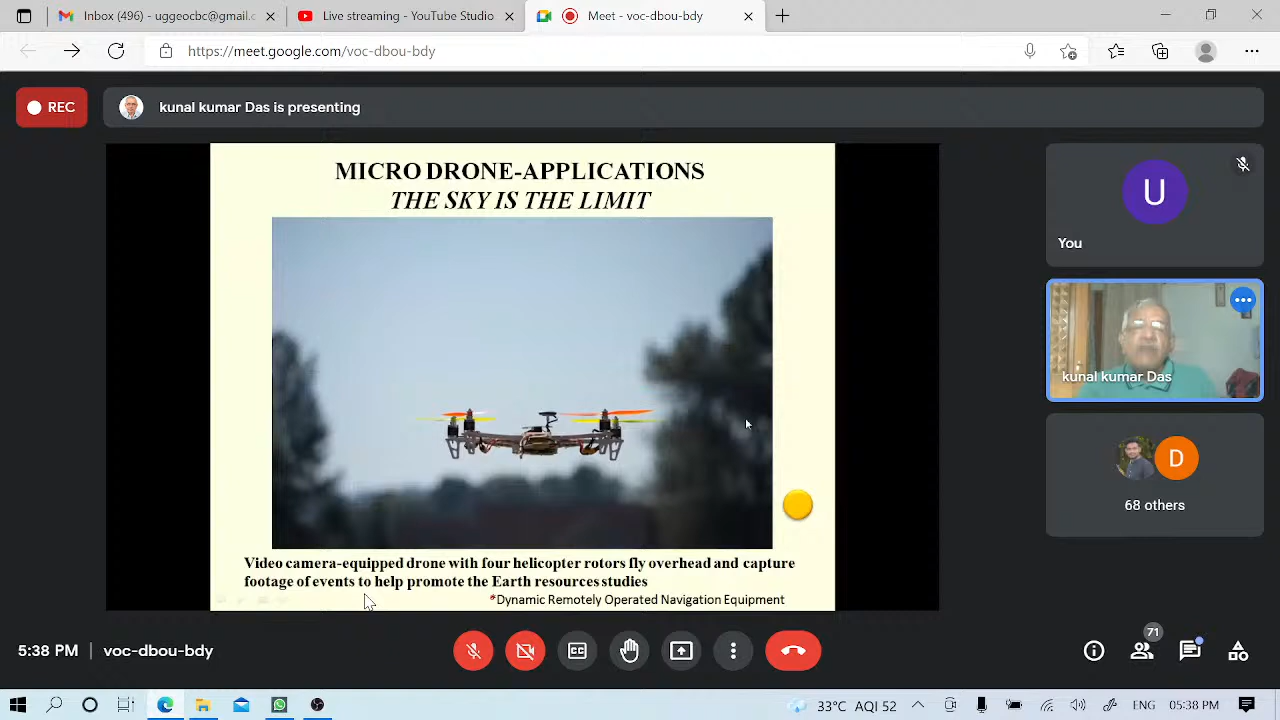 Inbox (496) - uggeocdc@gmail.c
(1) Live streaming - YouTube
Meet - voc-dbou-bdy
https://meet.google.com/voc-dbou-bdy
REC
kunal kumar Das is presenting
MICRO DRONE-APPLICATIONS
THE SKY IS THE LIMIT
U
You
kunal kumar Das
D
68 others
Video camera-equipped drone with four helicopter rotors fly overhead and capture
footage of events to help promote the Earth resources studies
*Dynamic Remotely Operated Navigation Equipment
5:38 PM | voc-dbou-bdy
CC
71
33°C AQI 52
05:38 PM